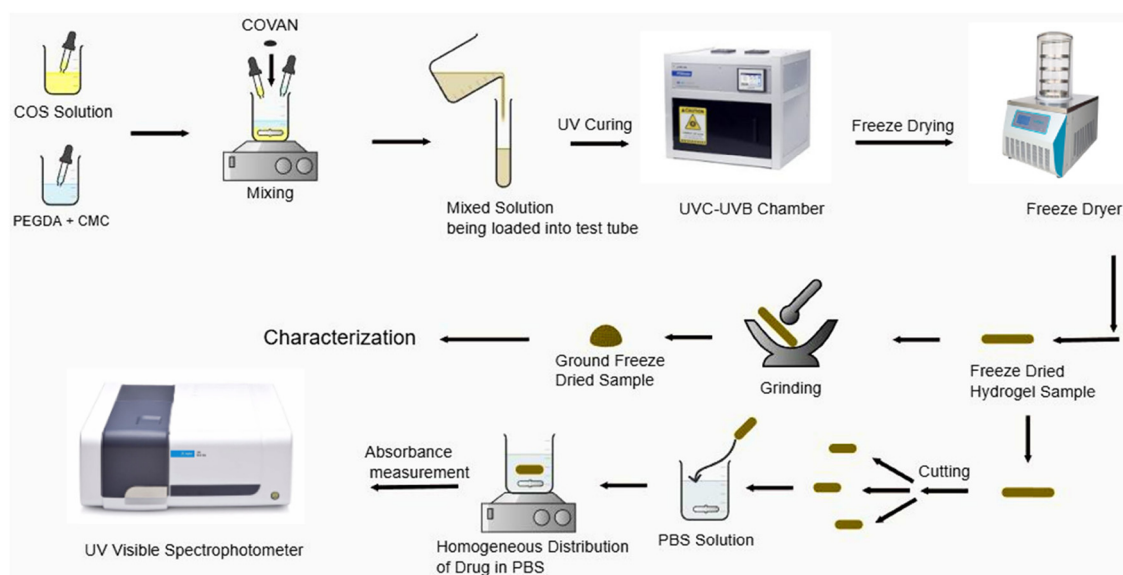 COVAN
COS Solution
PEGDA + CMC
Mixing
Mixed Solution
being loaded into test tube
UV Curing
UVC-UVB Chamber
Freeze Drying
Freeze Dryer
Characterization
Ground Freeze
Dried Sample
Grinding
Freeze Dried
Hydrogel Sample
Cutting
PBS Solution
Homogeneous Distribution
of Drug in PBS
Absorbance
measurement
UV Visible Spectrophotometer